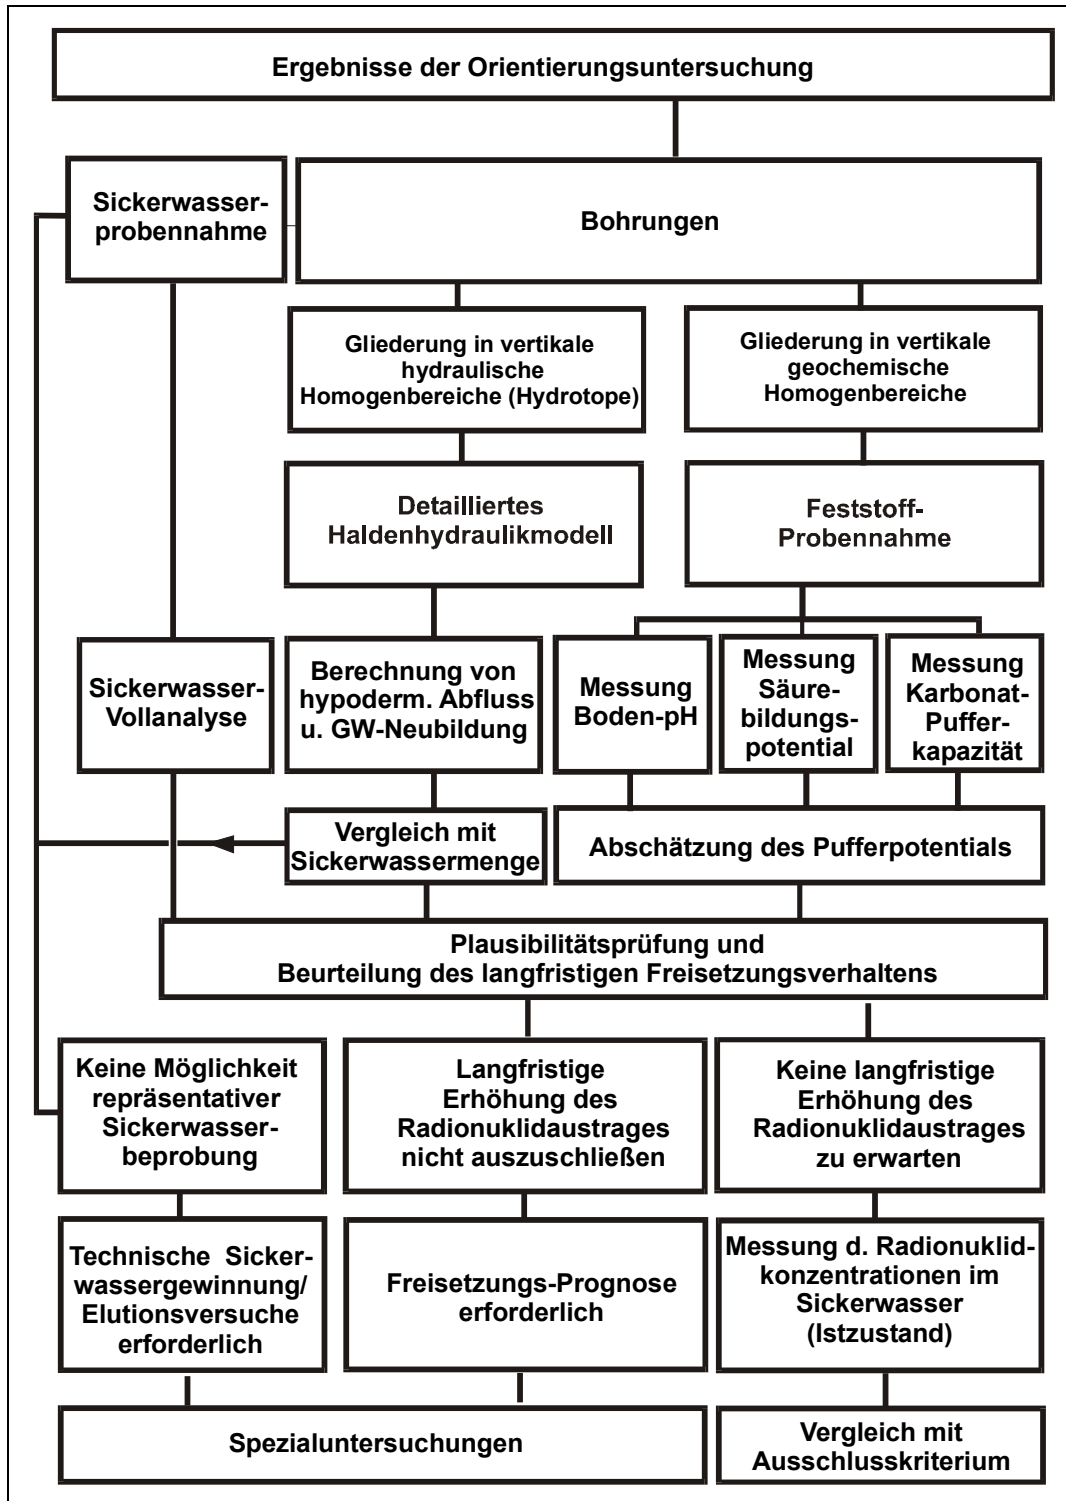 Ergebnisse der Orientierungsuntersuchung
Sickerwasser-
probennahme
Bohrungen
Gliederung in vertikale
hydraulische
Homogenbereiche (Hydrotope)
Gliederung in vertikale
geochemische
Homogenbereiche
Detailliertes
Haldenhydraulikmodell
Feststoff-
Probennahme
Sickerwasser-
Vollanalyse
Berechnung von
hypoderm. Abfluss
u. GW-Neubildung
Messung
Boden-pH
Messung
Säure-
bildungs-
potential
Messung
Karbonat-
Puffer-
kapazität
Vergleich mit
Sickerwassermenge
Abschätzung des Pufferpotentials
Plausibilitätsprüfung und
Beurteilung des langfristigen Freisetzungsverhaltens
Keine Möglichkeit
repräsentativer
Sickerwasser-
beprobung
Langfristige
Erhöhung des
Radionuklidaustrages
nicht auszuschließen
Keine langfristige
Erhöhung des
Radionuklidaustrages
zu erwarten
Technische Sicker-
wassergewinnung/
Elutionsversuche
erforderlich
Freisetzungs-Prognose
erforderlich
Messung d. Radionuklid-
konzentrationen im
Sickerwasser
(Istzustand)
Spezialuntersuchungen
Vergleich mit
Ausschlusskriterium